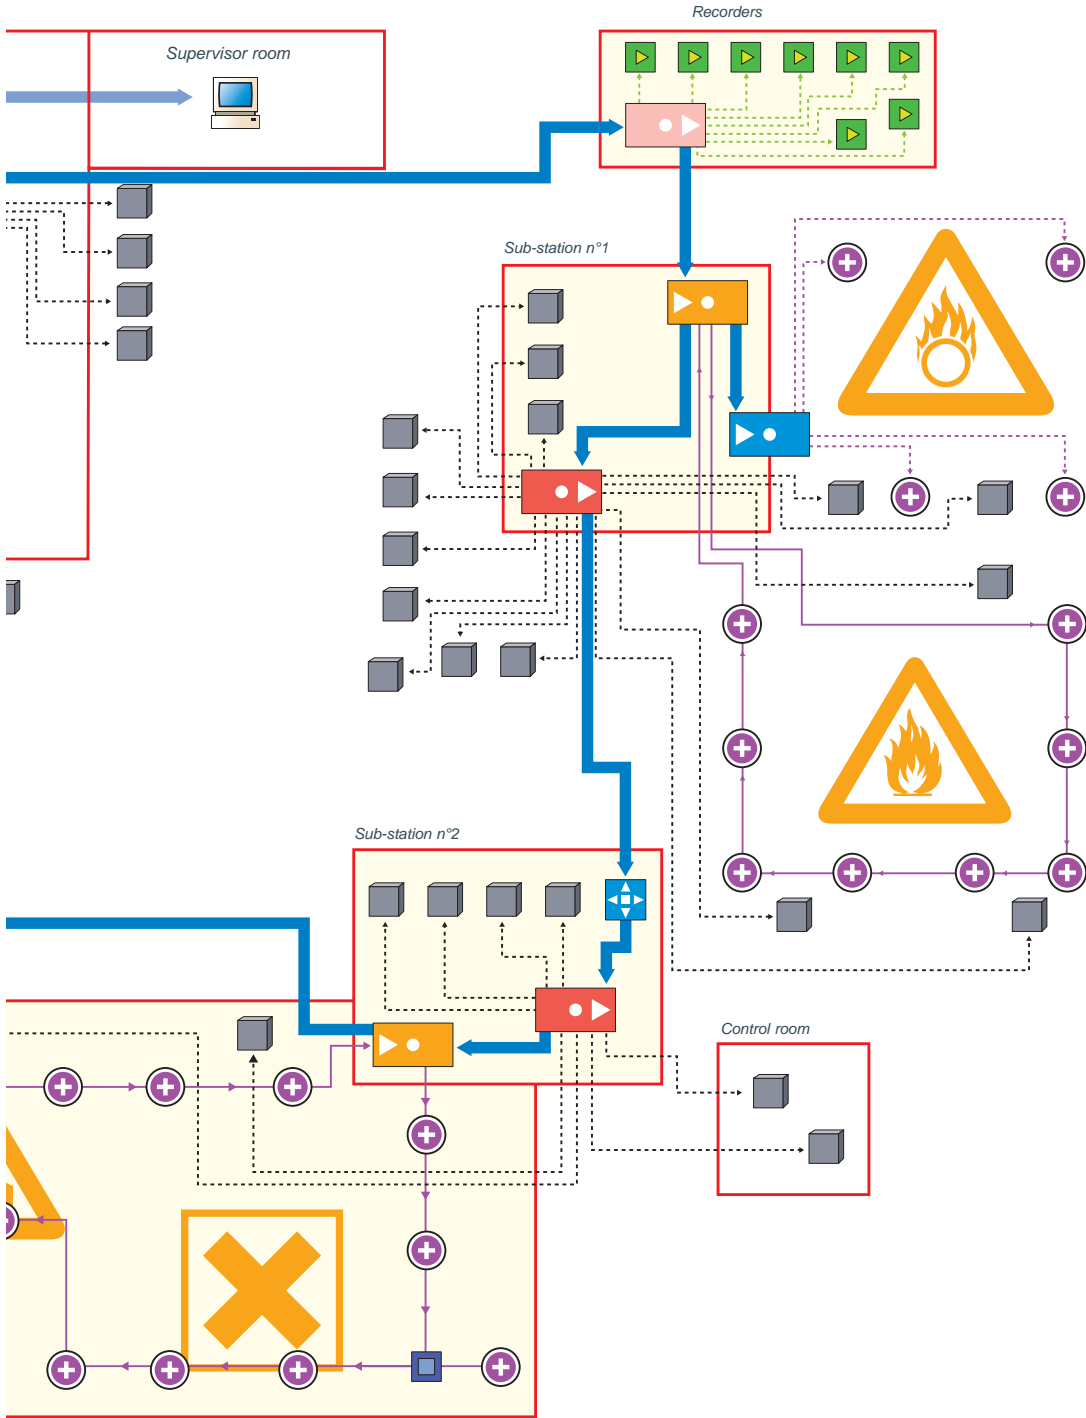 Recorders
Supervisor room
Sub-station n°1
Sub-station n°2
Control room